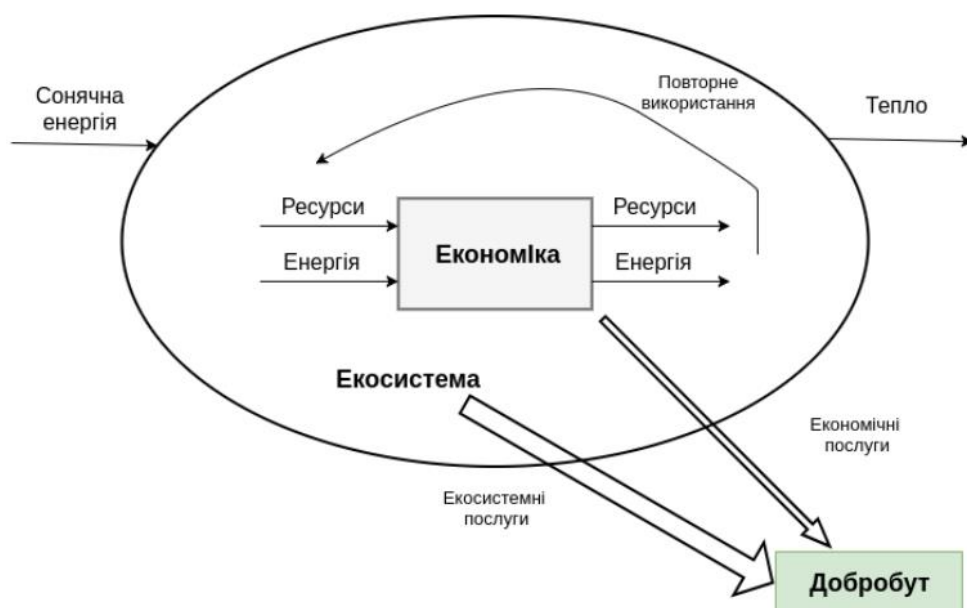 Сонячна
енергія
Повторне
використання
Тепло
Ресурси
Ресурси
ЕкономІка
Енергія
Енергія
Екосистема
Економічні
послуги
Екосистемні
послуги
Добробут